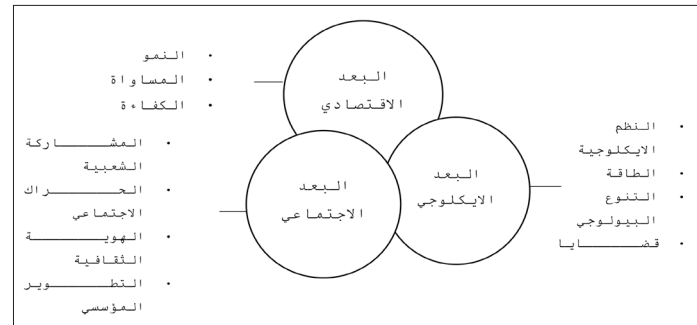 البعد
الاقتصادي
النمو
المساواة
الكفاءة
البعد
الايكلوجي
النظم
الايكلوجية
الطاقة
التنوع
البيولوجي
قضايا
البعد
الاجتماعي
المشاركة
الشعبية
الحراك
الاجتماعي
الهوية
الثقافية
التطوير
المؤسسي